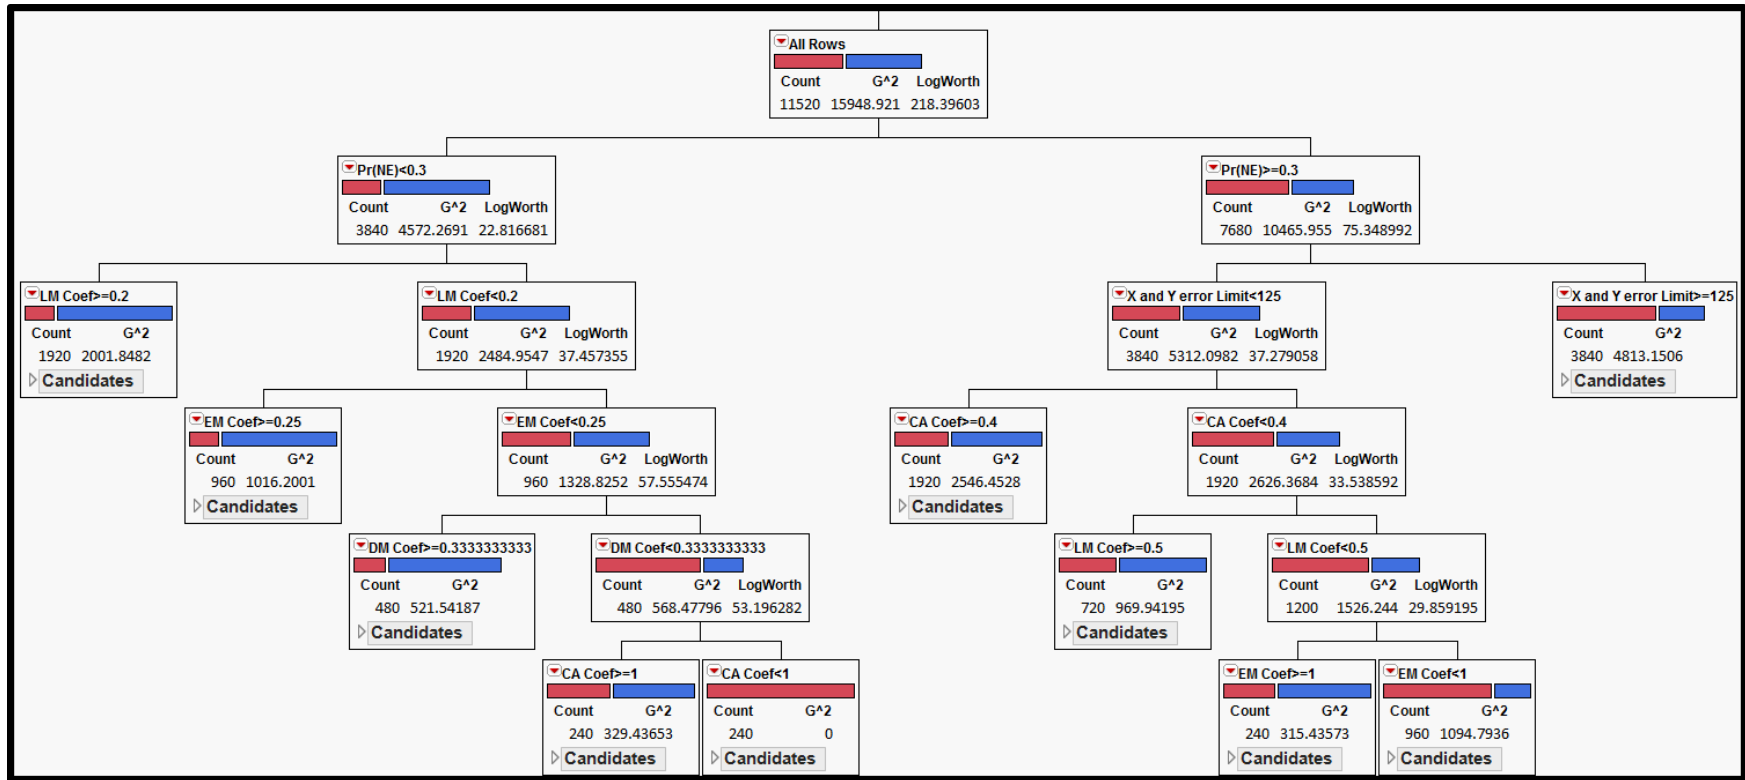 All Rows
Count G^2 LogWorth
11520 15948.921 218.39603
Pr(NE)<0.3
Count G^2 LogWorth
3840 4572.2691 22.816681
Pr(NE)>=0.3
Count G^2 LogWorth
7680 10465.955 75.348992
LM Coef>=0.2
Count G^2
1920 2001.8482
Candidates
LM Coef<0.2
Count G^2 LogWorth
1920 2484.9547 37.457355
X and Y error Limit<125
Count G^2 LogWorth
3840 5312.0982 37.279058
X and Y error Limit>=125
Count G^2
3840 4813.1506
Candidates
EM Coef>=0.25
Count G^2
960 1016.2001
Candidates
EM Coef<0.25
Count G^2 LogWorth
960 1328.8252 57.555474
CA Coef>=0.4
Count G^2
1920 2546.4528
Candidates
CA Coef<0.4
Count G^2 LogWorth
1920 2626.3684 33.538592
DM Coef>=0.3333333333
Count G^2
480 521.54187
Candidates
DM Coef<0.3333333333
Count G^2 LogWorth
480 568.47796 53.196282
LM Coef>=0.5
Count G^2
720 969.94195
Candidates
LM Coef<0.5
Count G^2 LogWorth
1200 1526.244 29.859195
CA Coef>=1
Count G^2
240 329.43653
Candidates
CA Coef<1
Count G^2
240 0
Candidates
EM Coef>=1
Count G^2
240 315.43573
Candidates
EM Coef<1
Count G^2
960 1094.7936
Candidates